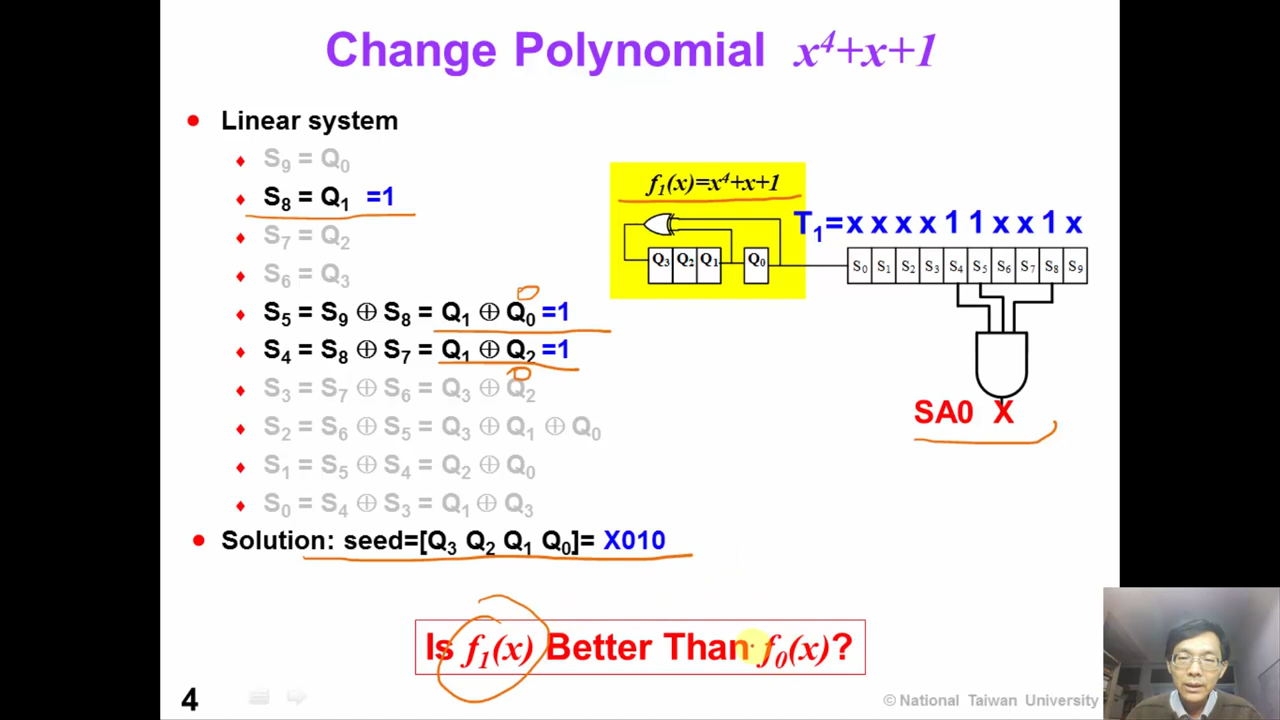 Change Polynomial x⁴+x+1
• Linear system
♦ S₉ = Q₀
♦ S₈ = Q₁ =1
♦ S₇ = Q₂
♦ S₆ = Q₃
♦ S₅ = S₉ ⊕ S₈ = Q₁ ⊕ Q₀ =1
0
♦ S₄ = S₈ ⊕ S₇ = Q₁ ⊕ Q₂ =1
0
♦ S₃ = S₇ ⊕ S₆ = Q₃ ⊕ Q₂
♦ S₂ = S₆ ⊕ S₅ = Q₃ ⊕ Q₁ ⊕ Q₀
♦ S₁ = S₅ ⊕ S₄ = Q₂ ⊕ Q₀
♦ S₀ = S₄ ⊕ S₃ = Q₁ ⊕ Q₃
• Solution: seed=[Q₃ Q₂ Q₁ Q₀]= X010
f₁(x)=x⁴+x+1
T₁=x x x x 1 1 x x 1 x
Q₃ Q₂ Q₁ Q₀
S₀ S₁ S₂ S₃ S₄ S₅ S₆ S₇ S₈ S₉
SA0 X
Is f₁(x) Better Than f₀(x)?
4
© National Taiwan University